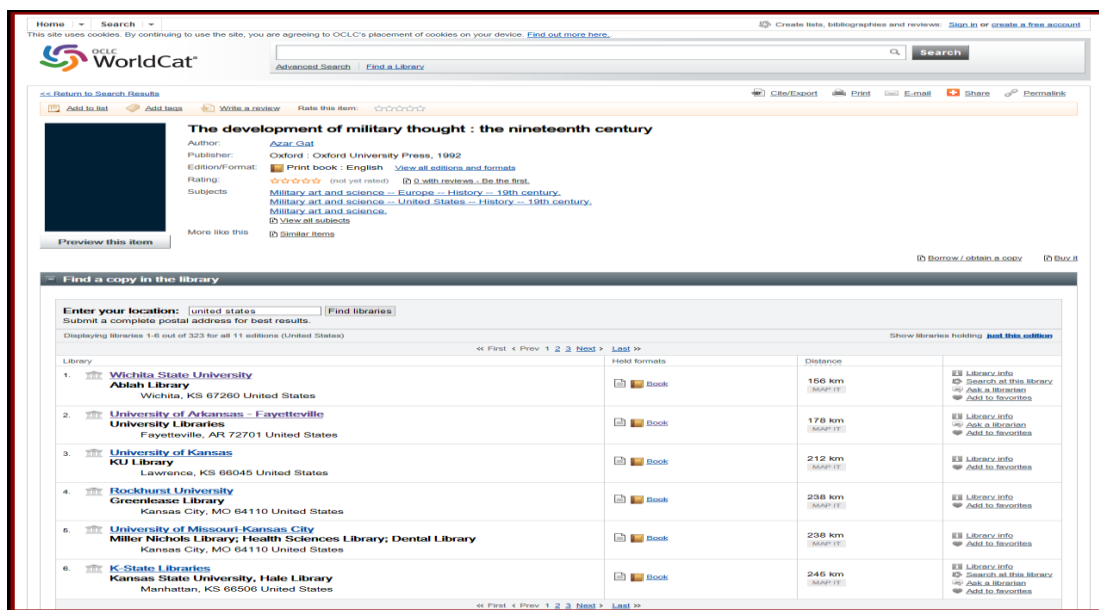 Home Search
Create lists, bibliographies and reviews: Sign in or create a free account
This site uses cookies. By continuing to use the site, you are agreeing to OCLC's placement of cookies on your device. Find out more here.
OCLC
WorldCat®
Search
Advanced Search Find a Library
<< Return to Search Results
Cite/Export Print E-mail Share Permalink
Add to list Add tags Write a review Rate this item:
The development of military thought : the nineteenth century
Author: Azar Gat
Publisher: Oxford : Oxford University Press, 1992
Edition/Format: Print book : English View all editions and formats
Rating: (not yet rated) 0 with reviews - Be the first.
Subjects Military art and science -- Europe -- History -- 19th century.
Military art and science -- United States -- History -- 19th century.
Military art and science.
View all subjects
More like this Similar Items
Preview this item
Borrow / obtain a copy Buy it
Find a copy in the library
Enter your location: united states Find libraries
Submit a complete postal address for best results.
Displaying libraries 1-6 out of 323 for all 11 editions (United States) Show libraries holding just this edition
« First < Prev 1 2 3 Next > Last »
Library Held formats Distance
1. Wichita State University
Ablah Library
Wichita, KS 67260 United States
Book
156 km
MAP IT
Library info
Search at this library
Ask a librarian
Add to favorites
2. University of Arkansas - Fayetteville
University Libraries
Fayetteville, AR 72701 United States
Book
178 km
MAP IT
Library info
Ask a librarian
Add to favorites
3. University of Kansas
KU Library
Lawrence, KS 66045 United States
Book
212 km
MAP IT
Library info
Add to favorites
4. Rockhurst University
Greenlease Library
Kansas City, MO 64110 United States
Book
238 km
MAP IT
Library info
Add to favorites
5. University of Missouri-Kansas City
Miller Nichols Library; Health Sciences Library; Dental Library
Kansas City, MO 64110 United States
Book
238 km
MAP IT
Library info
Add to favorites
6. K-State Libraries
Kansas State University, Hale Library
Manhattan, KS 66506 United States
Book
245 km
MAP IT
Library info
Search at this library
Ask a librarian
Add to favorites
« First < Prev 1 2 3 Next > Last »